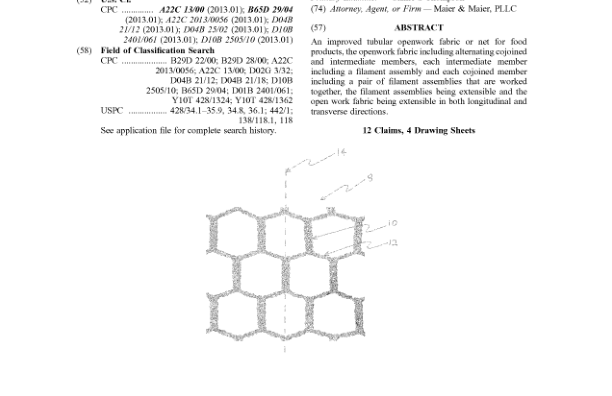 CPC .............. A22C 13/00 (2013.01); B65D 29/04
(2013.01); A22C 2013/0056 (2013.01); D04B
21/12 (2013.01); D04B 25/02 (2013.01); D10B
2401/061 (2013.01); D10B 2505/10 (2013.01)
(58) Field of Classification Search
CPC ........... B29D 22/00; B29D 28/00; A22C
2013/0056; A22C 13/00; D02G 3/32;
D04B 21/12; D04B 21/18; D10B
2505/10; B65D 29/04; D01B 2401/061;
Y10T 428/1324; Y10T 428/1362
USPC ................. 428/34.1–35.9, 34.8, 36.1; 442/1;
138/118.1, 118
See application file for complete search history.
(74) Attorney, Agent, or Firm — Maier & Maier, PLLC
(57) ABSTRACT
An improved tubular openwork fabric or net for food
products, the openwork fabric including alternating cojoined
and intermediate members, each intermediate member
including a filament assembly and each cojoined member
including a pair of filament assemblies that are worked
together, the filament assemblies being extensible and the
open work fabric being extensible in both longitudinal and
transverse directions.
12 Claims, 4 Drawing Sheets
14
8
10
12